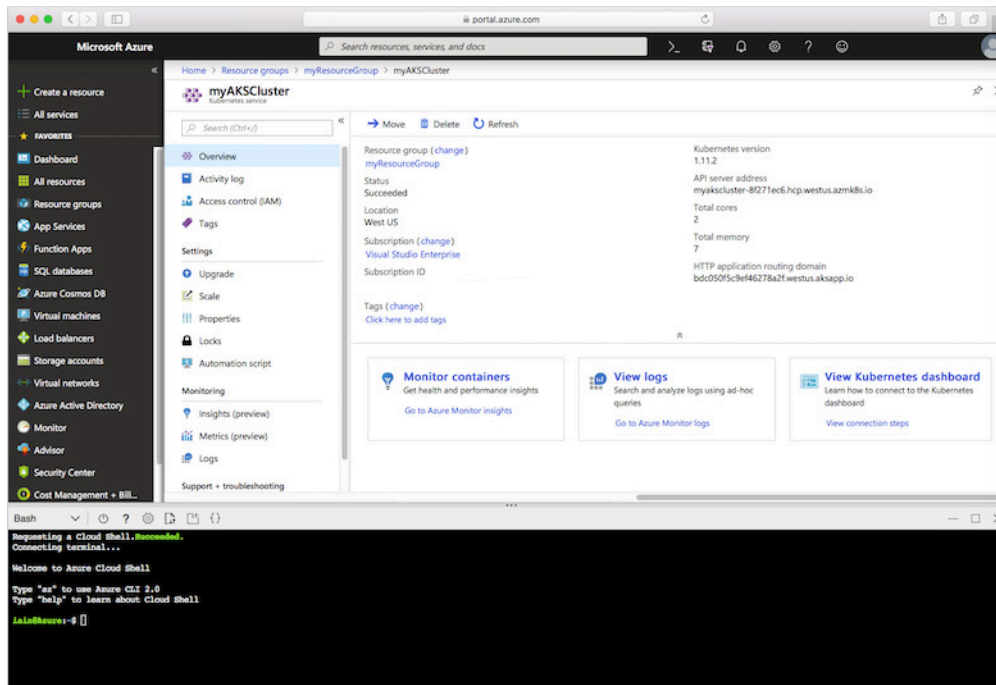 portal.azure.com
Microsoft Azure
Search resources, services, and docs
Home > Resource groups > myResourceGroup > myAKSCluster
myAKSCluster
Kubernetes service
Create a resource
All services
FAVORITES
Dashboard
All resources
Resource groups
App Services
Function Apps
SQL databases
Azure Cosmos DB
Virtual machines
Load balancers
Storage accounts
Virtual networks
Azure Active Directory
Monitor
Advisor
Security Center
Cost Management + Bill...
Search (Ctrl+/)
Overview
Activity log
Access control (IAM)
Tags
Settings
Upgrade
Scale
Properties
Locks
Automation script
Monitoring
Insights (preview)
Metrics (preview)
Logs
Support + troubleshooting
Move Delete Refresh
Resource group (change)
myResourceGroup
Status
Succeeded
Location
West US
Subscription (change)
Visual Studio Enterprise
Subscription ID
Tags (change)
Click here to add tags
Kubernetes version
1.11.2
API server address
myakscluster-8f271ec6.hcp.westus.azmk8s.io
Total cores
2
Total memory
7
HTTP application routing domain
bdc050f5c9ef46278a2f.westus.aksapp.io
Monitor containers
Get health and performance insights
Go to Azure Monitor insights
View logs
Search and analyze logs using ad-hoc
queries
Go to Azure Monitor logs
View Kubernetes dashboard
Learn how to connect to the Kubernetes
dashboard
View connection steps
Bash
Requesting a Cloud Shell.Succeeded.
Connecting terminal...
Welcome to Azure Cloud Shell
Type "az" to use Azure CLI 2.0
Type "help" to learn about Cloud Shell
iain@Azure:~$